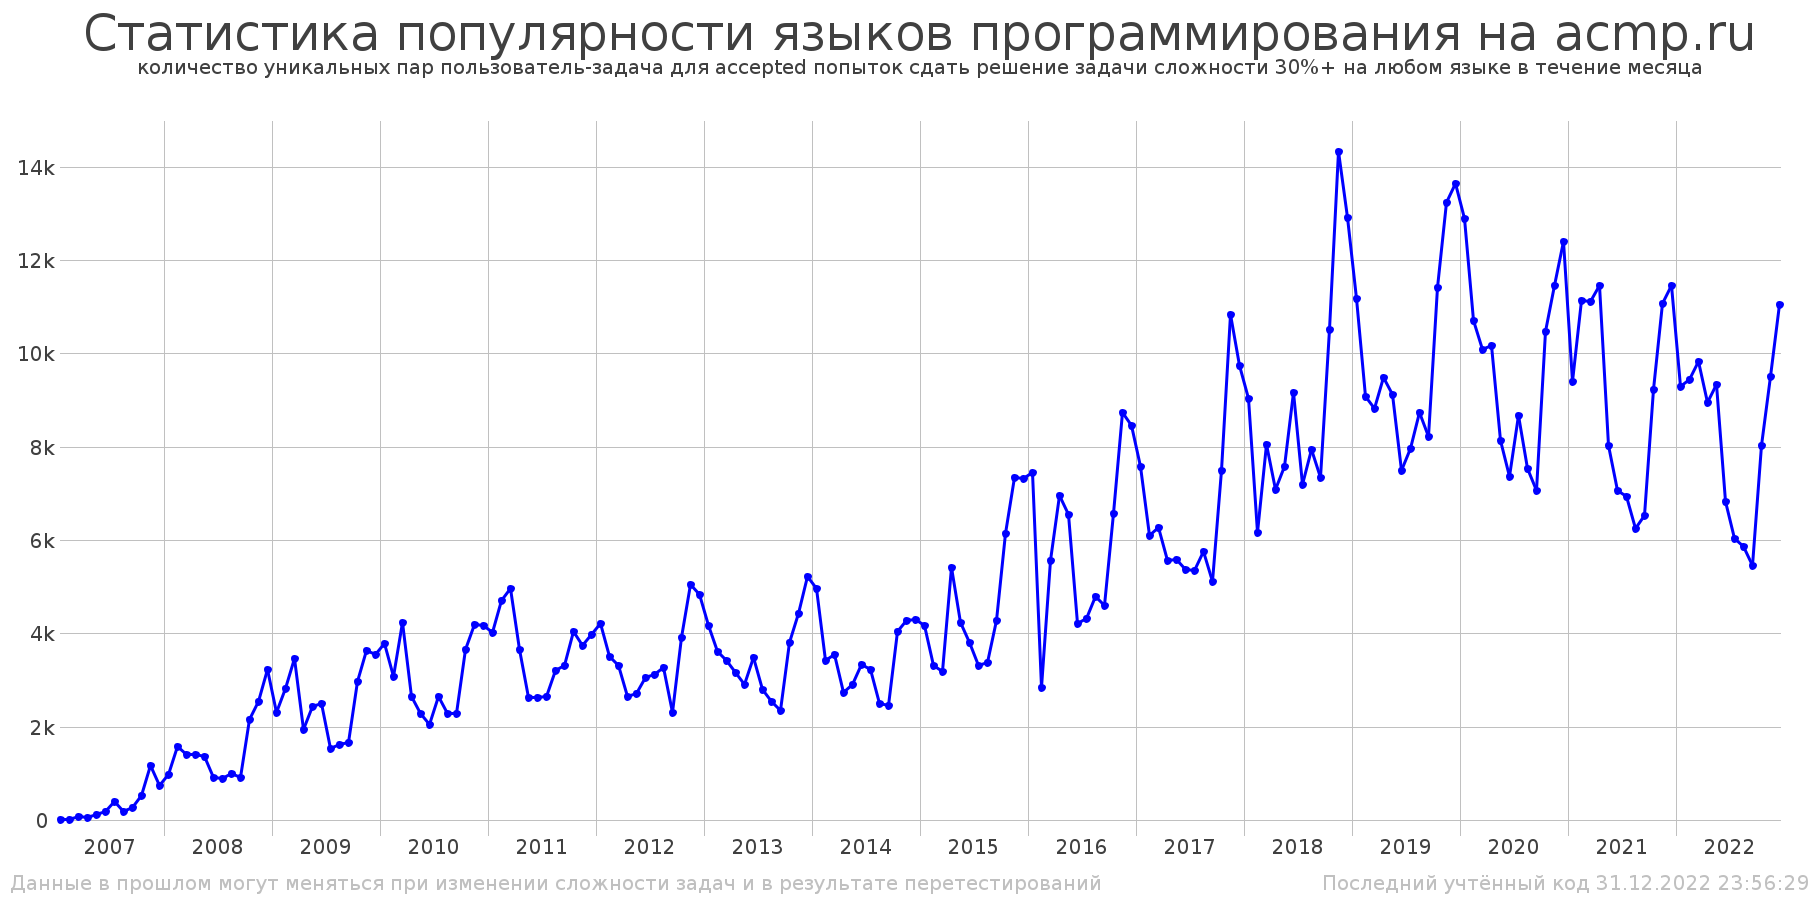 Статистика популярности языков программирования на acmp.ru
количество уникальных пар пользователь-задача для accepted попыток сдать решение задачи сложности 30%+ на любом языке в течение месяца
14k
12k
10k
8k
6k
4k
2k
0
2007 2008 2009 2010 2011 2012 2013 2014 2015 2016 2017 2018 2019 2020 2021 2022
Данные в прошлом могут меняться при изменении сложности задач и в результате перетестирований
Последний учтённый код 31.12.2022 23:56:29